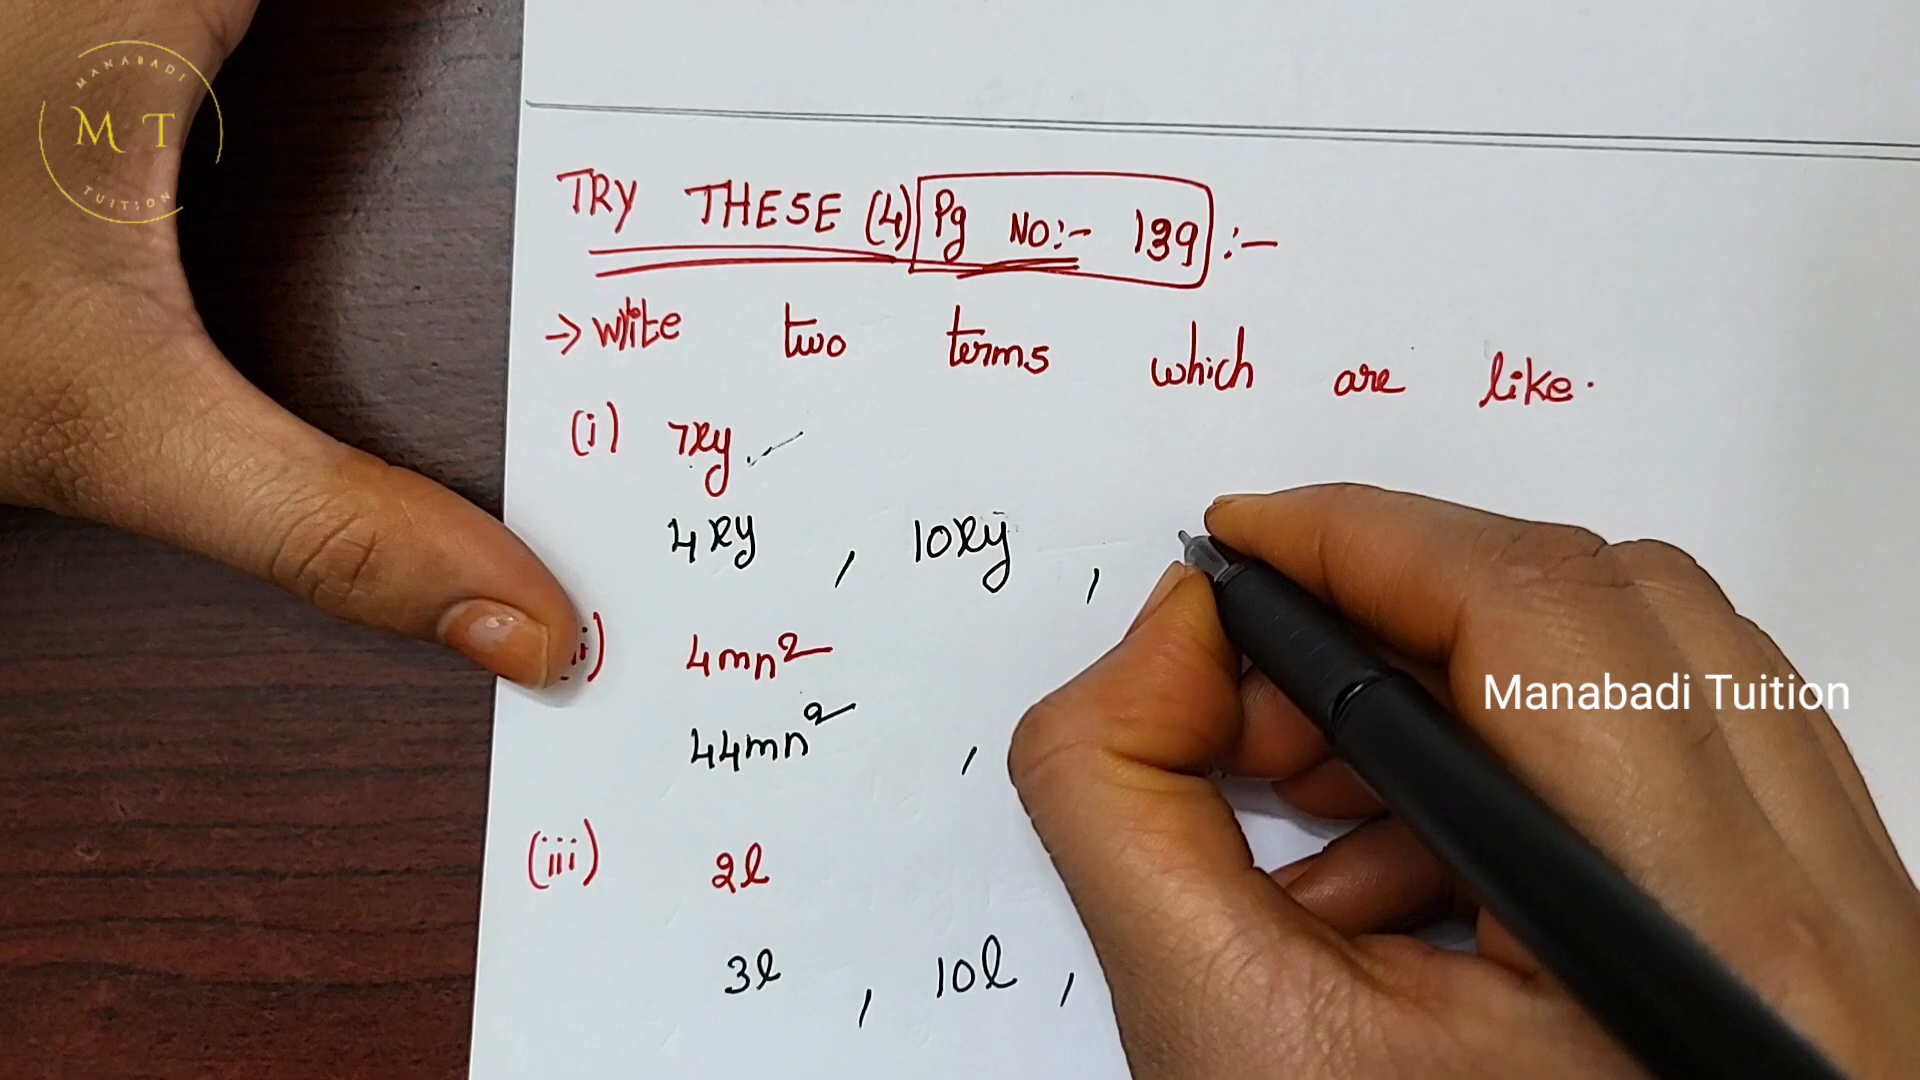 MANABADI
M T
TUITION
TRY THESE (4) Pg NO:- 139 :-
→ write two terms which are like.
(i) 7xy.
4xy , 10xy ,
ii) 4mn²
44mn² ,
Manabadi Tuition
(iii) 2l
3l , 10l ,